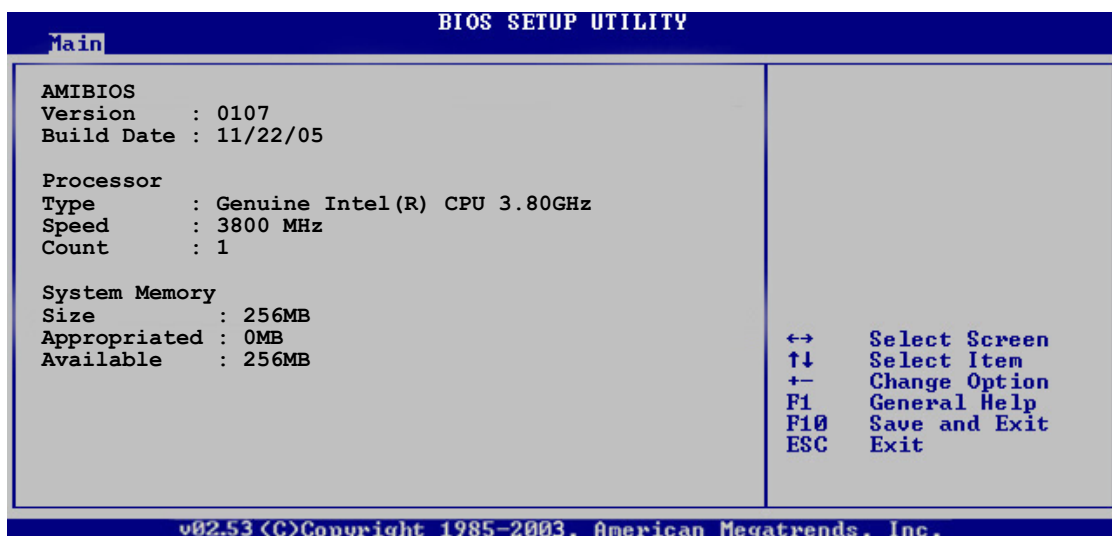 BIOS SETUP UTILITY
Main
AMIBIOS
Version : 0107
Build Date : 11/22/05
Processor
Type : Genuine Intel(R) CPU 3.80GHz
Speed : 3800 MHz
Count : 1
System Memory
Size : 256MB
Appropriated : 0MB
Available : 256MB
←→ Select Screen
↑↓ Select Item
+- Change Option
F1 General Help
F10 Save and Exit
ESC Exit
v02.53 (C)Copyright 1985-2003, American Megatrends, Inc.